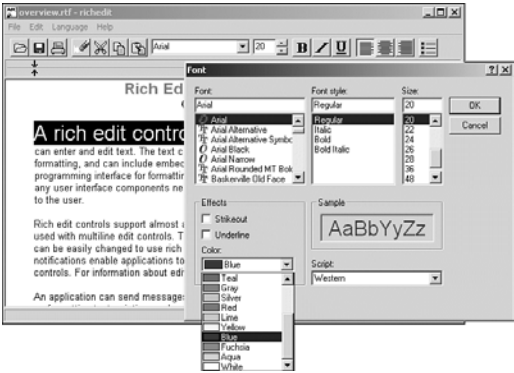 overview.rtf - richedit
File Edit Language Help
Arial 20 B I U
Rich Ed
A rich edit contro
can enter and edit text. The text c
formatting, and can include embec
programming interface for formattin
any user interface components ne
to the user.
Rich edit controls support almost a
used with multiline edit controls. T
can be easily changed to use rich
notifications enable applications to
controls. For information about edi
An application can send message
Font
Font:
Arial
Arial
Arial Alternative
Arial Alternative Symbc
Arial Black
Arial Narrow
Arial Rounded MT Bok
Baskerville Old Face
Font style:
Regular
Regular
Italic
Bold
Bold Italic
Size:
20
20
22
24
26
28
36
48
OK
Cancel
Effects
Strikeout
Underline
Color:
Blue
Teal
Gray
Silver
Red
Lime
Yellow
Blue
Fuchsia
Aqua
White
Sample
AaBbYyZz
Script:
Western